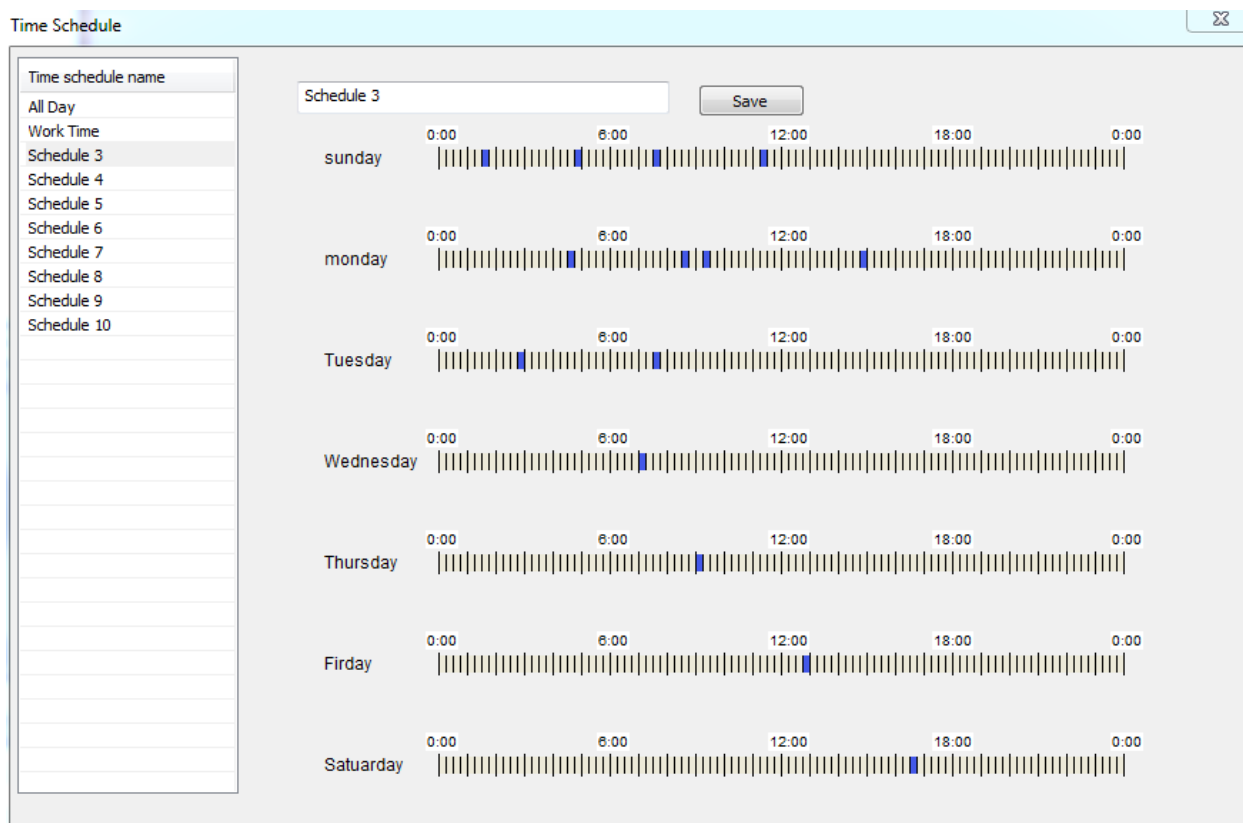 Time Schedule
Time schedule name
All Day
Work Time
Schedule 3
Schedule 4
Schedule 5
Schedule 6
Schedule 7
Schedule 8
Schedule 9
Schedule 10
Schedule 3 Save
0:00 6:00 12:00 18:00 0:00
sunday
0:00 6:00 12:00 18:00 0:00
monday
0:00 6:00 12:00 18:00 0:00
Tuesday
0:00 6:00 12:00 18:00 0:00
Wednesday
0:00 6:00 12:00 18:00 0:00
Thursday
0:00 6:00 12:00 18:00 0:00
Firday
0:00 6:00 12:00 18:00 0:00
Satuarday